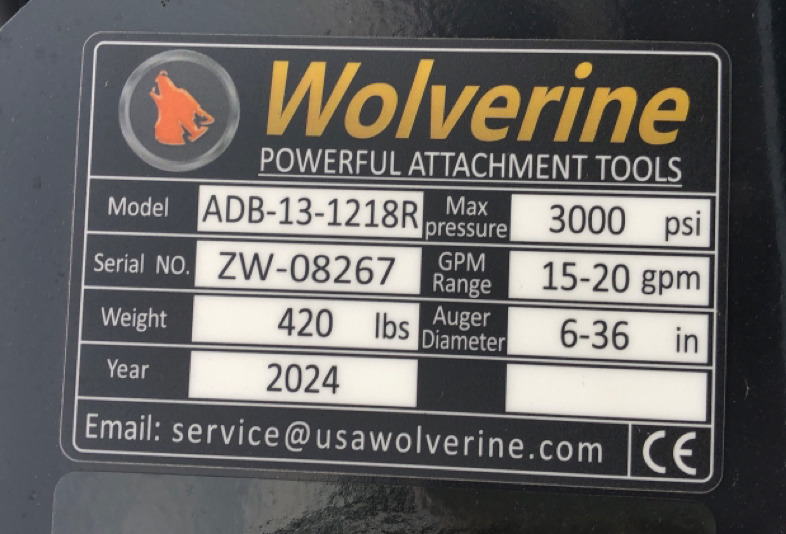 Wolverine
POWERFUL ATTACHMENT TOOLS
Model ADB-13-1218R Max pressure 3000 psi
Serial NO. ZW-08267 GPM Range 15-20 gpm
Weight 420 lbs Auger Diameter 6-36 in
Year 2024
Email: service@usawolverine.com CE